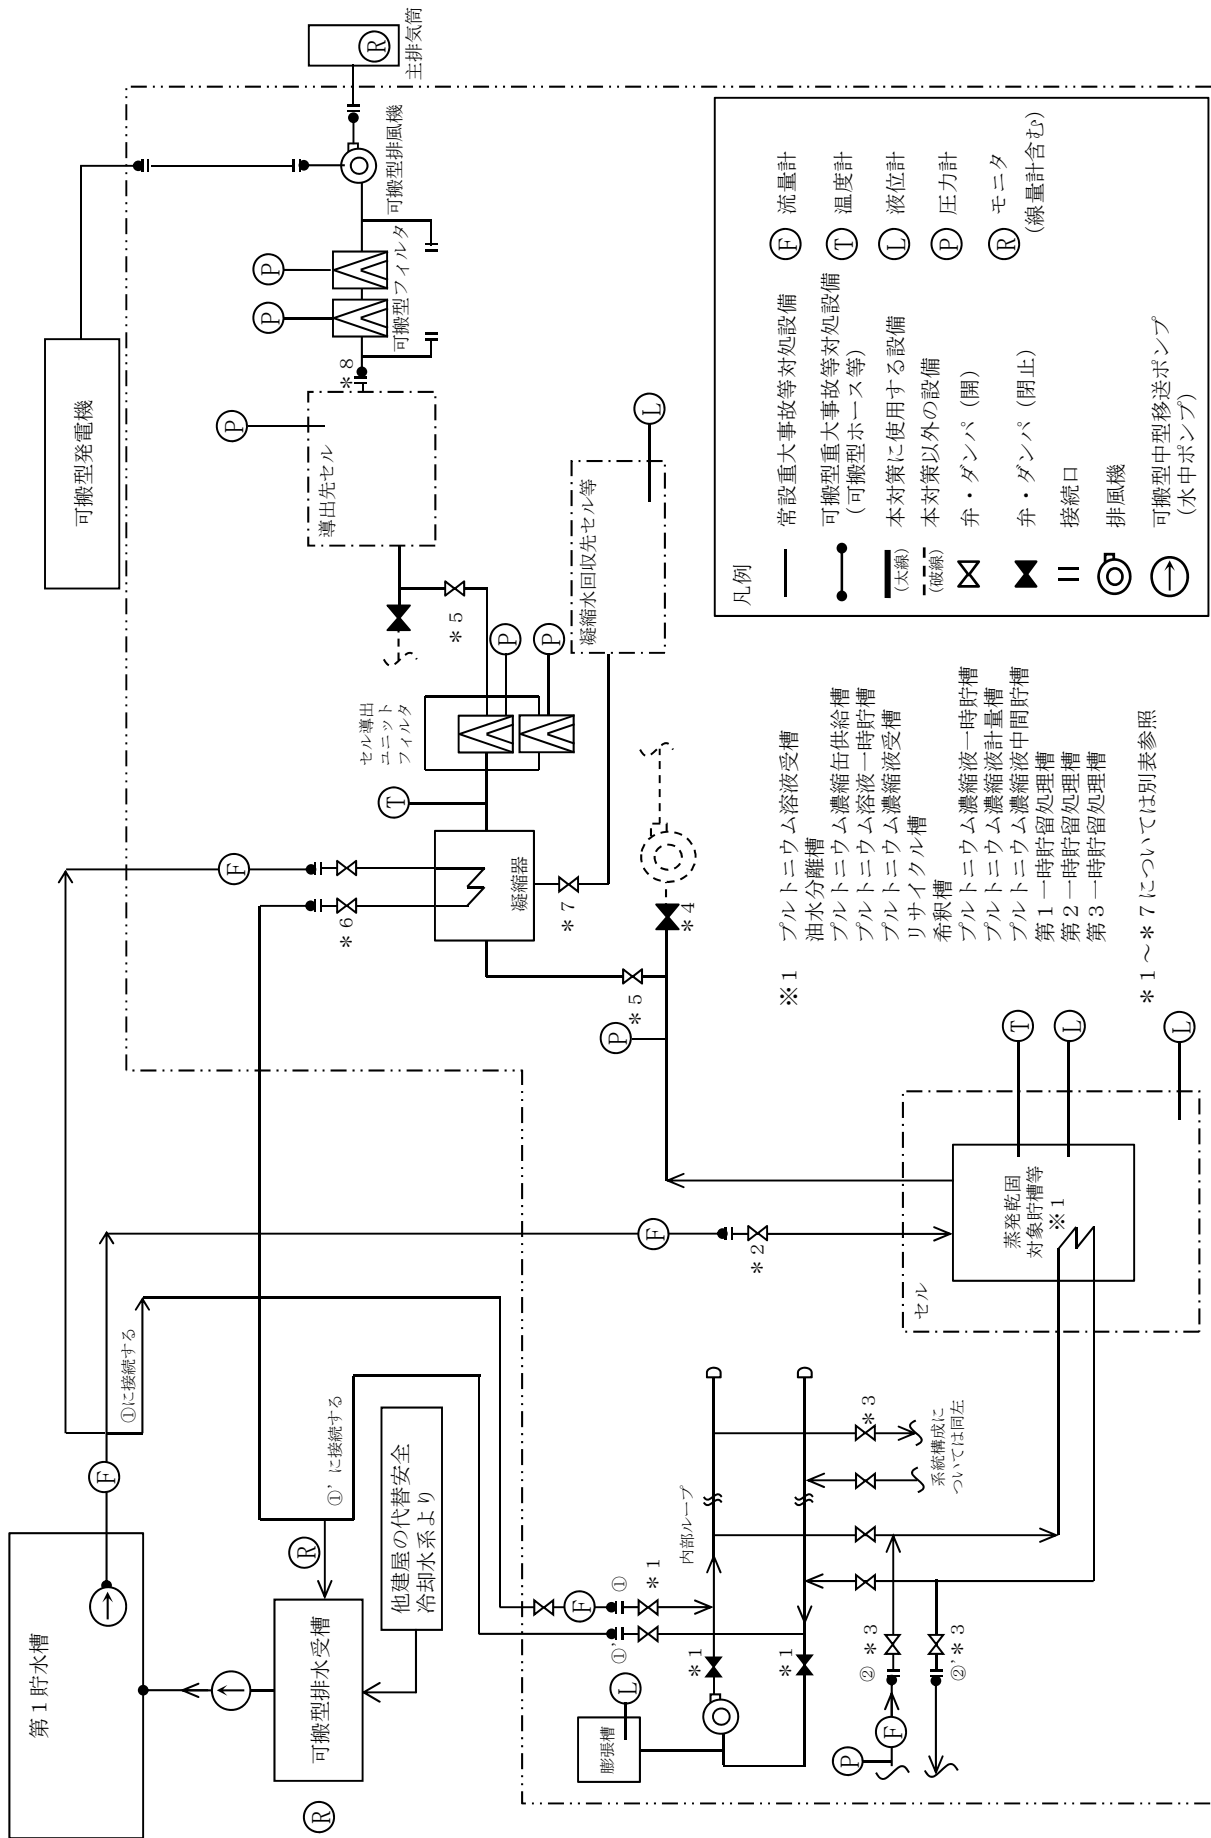 第１貯水槽
F
①に接続する
可搬型排水受槽
R
R
①’に接続する
他建屋の代替安全
冷却水系より
可搬型発電機
R
主排気筒
可搬型排風機
P
P
可搬型フィルタ
＊8
P
導出先セル
L
凝縮水回収先セル等
＊5
P
P
セル導出
ユニット
フィルタ
T
F
＊6
凝縮器
＊7
＊4
＊5
P
F
＊2
T
L
L
蒸発乾固
対象貯槽等
※1
セル
内部ループ
＊3
系統構成に
ついては同左
F
①
＊1
①’
＊1
＊1
L
膨張槽
②
＊3
②’
＊3
F
P
※1
プルトニウム溶液受槽
油水分離槽
プルトニウム濃縮缶供給槽
プルトニウム溶液一時貯槽
プルトニウム濃縮液受槽
リサイクル槽
希釈槽
プルトニウム濃縮液一時貯槽
プルトニウム濃縮液計量槽
プルトニウム濃縮液中間貯槽
第１一時貯留処理槽
第２一時貯留処理槽
第３一時貯留処理槽
＊1～＊7については別表参照
凡例
常設重大事故等対処設備
可搬型重大事故等対処設備
(可搬型ホース等)
(太線)
本対策に使用する設備
(破線)
本対策以外の設備
弁・ダンパ（開）
弁・ダンパ（閉止）
接続口
排風機
可搬型中型移送ポンプ
(水中ポンプ)
F 流量計
T 温度計
L 液位計
P 圧力計
R モニタ
(線量計含む)